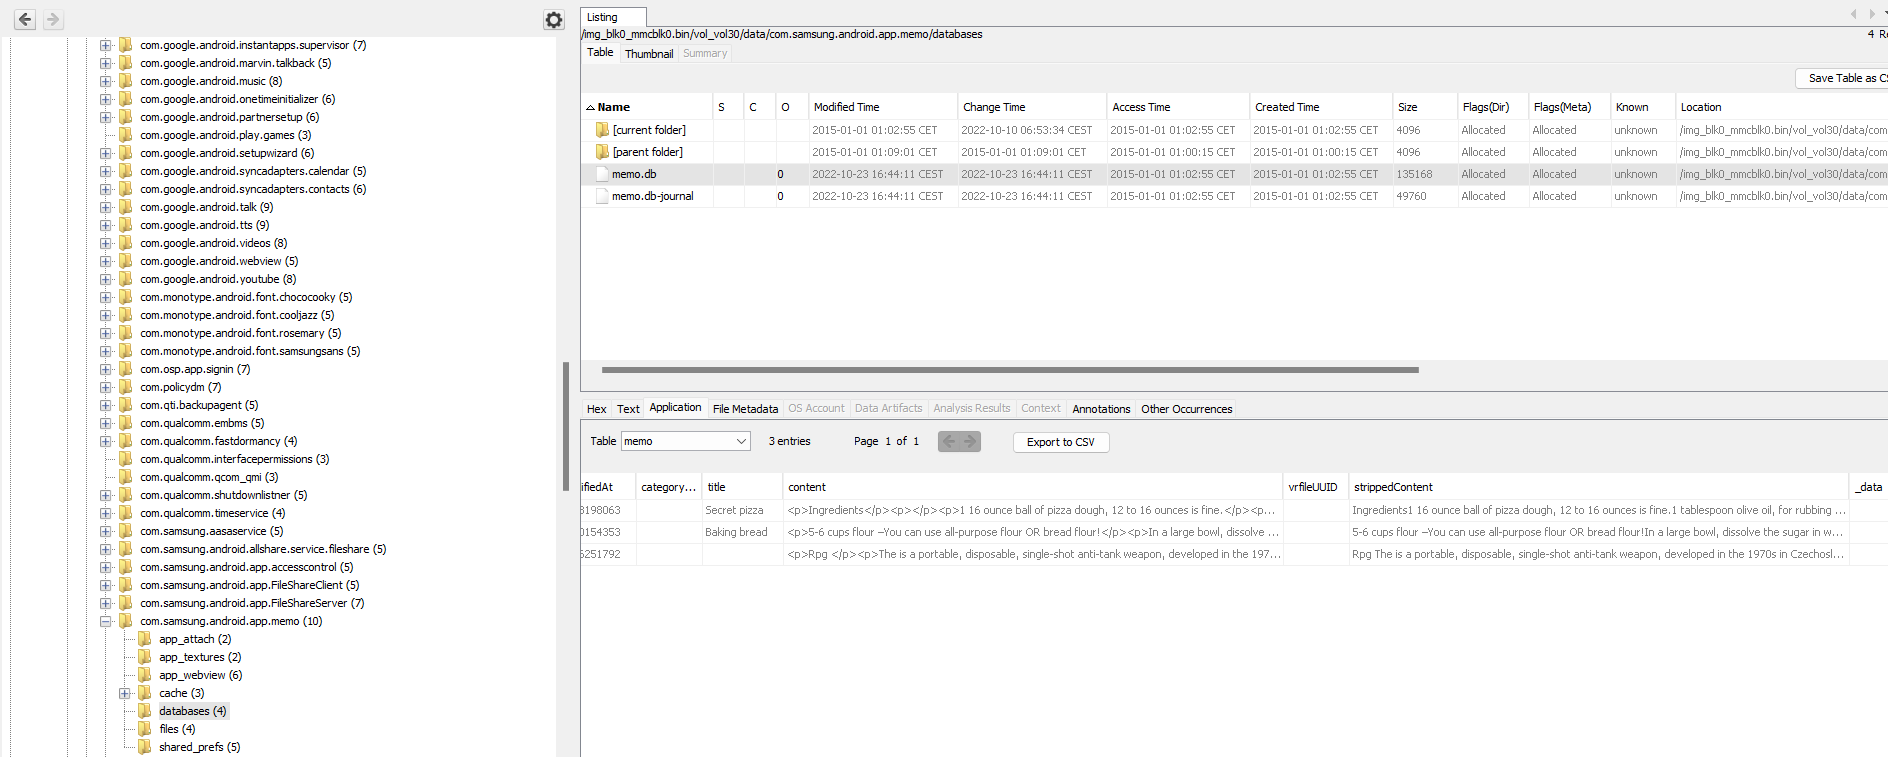 com.google.android.instantapps.supervisor (7)
com.google.android.marvin.talkback (5)
com.google.android.music (8)
com.google.android.onetimeinitializer (6)
com.google.android.partnersetup (6)
com.google.android.play.games (3)
com.google.android.setupwizard (6)
com.google.android.syncadapters.calendar (5)
com.google.android.syncadapters.contacts (6)
com.google.android.talk (9)
com.google.android.tts (9)
com.google.android.videos (8)
com.google.android.webview (5)
com.google.android.youtube (8)
com.monotype.android.font.chococooky (5)
com.monotype.android.font.cooljazz (5)
com.monotype.android.font.rosemary (5)
com.monotype.android.font.samsungsans (5)
com.osp.app.signin (7)
com.policydm (7)
com.qti.backupagent (5)
com.qualcomm.embms (5)
com.qualcomm.fastdormancy (4)
com.qualcomm.interfacepermissions (3)
com.qualcomm.qcom_qmi (3)
com.qualcomm.shutdownlistner (5)
com.qualcomm.timeservice (4)
com.samsung.aasaservice (5)
com.samsung.android.allshare.service.fileshare (5)
com.samsung.android.app.accesscontrol (5)
com.samsung.android.app.FileShareClient (5)
com.samsung.android.app.FileShareServer (7)
com.samsung.android.app.memo (10)
app_attach (2)
app_textures (2)
app_webview (6)
cache (3)
databases (4)
files (4)
shared_prefs (5)
Listing
/img_blk0_mmcblk0.bin/vol_vol30/data/com.samsung.android.app.memo/databases 4 Re
Table Thumbnail Summary
Save Table as CS
Name S C O Modified Time Change Time Access Time Created Time Size Flags(Dir) Flags(Meta) Known Location
[current folder] 2015-01-01 01:02:55 CET 2022-10-10 06:53:34 CEST 2015-01-01 01:02:55 CET 2015-01-01 01:02:55 CET 4096 Allocated Allocated unknown /img_blk0_mmcblk0.bin/vol_vol30/data/com
[parent folder] 2015-01-01 01:09:01 CET 2015-01-01 01:09:01 CET 2015-01-01 01:00:15 CET 2015-01-01 01:00:15 CET 4096 Allocated Allocated unknown /img_blk0_mmcblk0.bin/vol_vol30/data/com
memo.db 0 2022-10-23 16:44:11 CEST 2022-10-23 16:44:11 CEST 2015-01-01 01:02:55 CET 2015-01-01 01:02:55 CET 135168 Allocated Allocated unknown /img_blk0_mmcblk0.bin/vol_vol30/data/com
memo.db-journal 0 2022-10-23 16:44:11 CEST 2022-10-23 16:44:11 CEST 2015-01-01 01:02:55 CET 2015-01-01 01:02:55 CET 49760 Allocated Allocated unknown /img_blk0_mmcblk0.bin/vol_vol30/data/com
Hex Text Application File Metadata OS Account Data Artifacts Analysis Results Context Annotations Other Occurrences
Table memo 3 entries Page 1 of 1 Export to CSV
ifiedAt category... title content vrfileUUID strippedContent _data
3198063 Secret pizza <p>Ingredients</p><p></p><p>1 16 ounce ball of pizza dough, 12 to 16 ounces is fine.</p><p... Ingredients1 16 ounce ball of pizza dough, 12 to 16 ounces is fine.1 tablespoon olive oil, for rubbing ...
0154353 Baking bread <p>5-6 cups flour –You can use all-purpose flour OR bread flour!</p><p>In a large bowl, dissolve ... 5-6 cups flour –You can use all-purpose flour OR bread flour!In a large bowl, dissolve the sugar in w...
6251792 <p>Rpg </p><p>The is a portable, disposable, single-shot anti-tank weapon, developed in the 197... Rpg The is a portable, disposable, single-shot anti-tank weapon, developed in the 1970s in Czechosl...